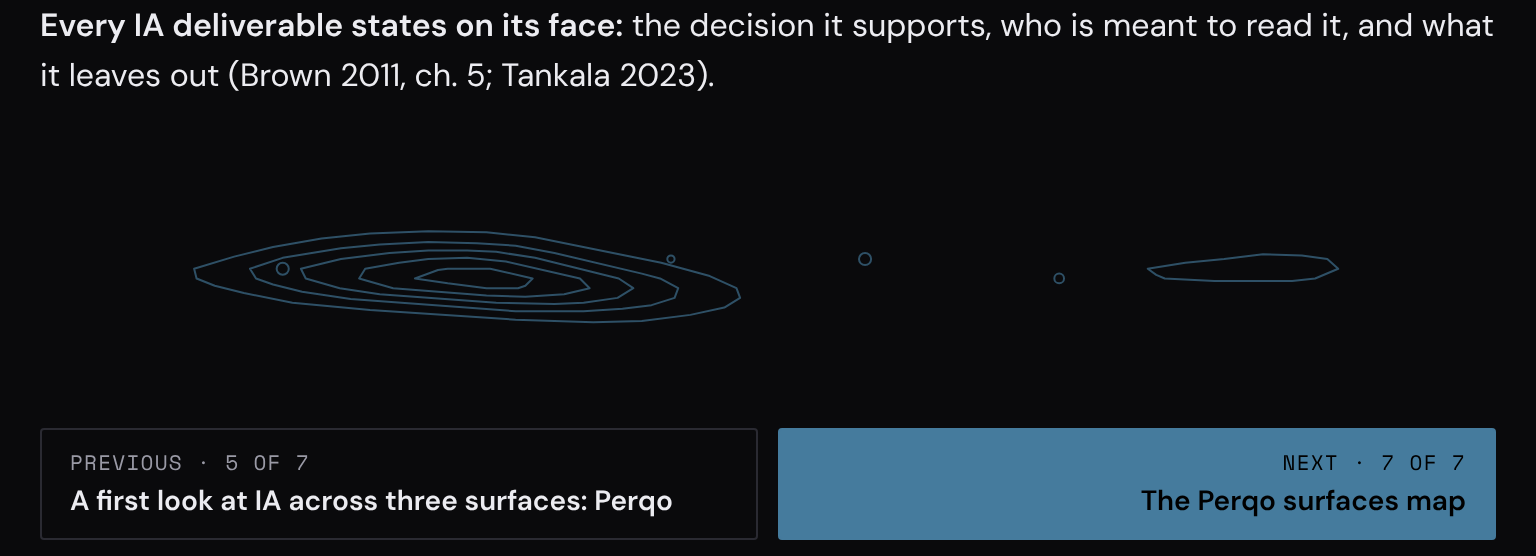 Every IA deliverable states on its face: the decision it supports, who is meant to read it, and what
it leaves out (Brown 2011, ch. 5; Tankala 2023).
PREVIOUS · 5 OF 7
A first look at IA across three surfaces: Perqo
NEXT · 7 OF 7
The Perqo surfaces map